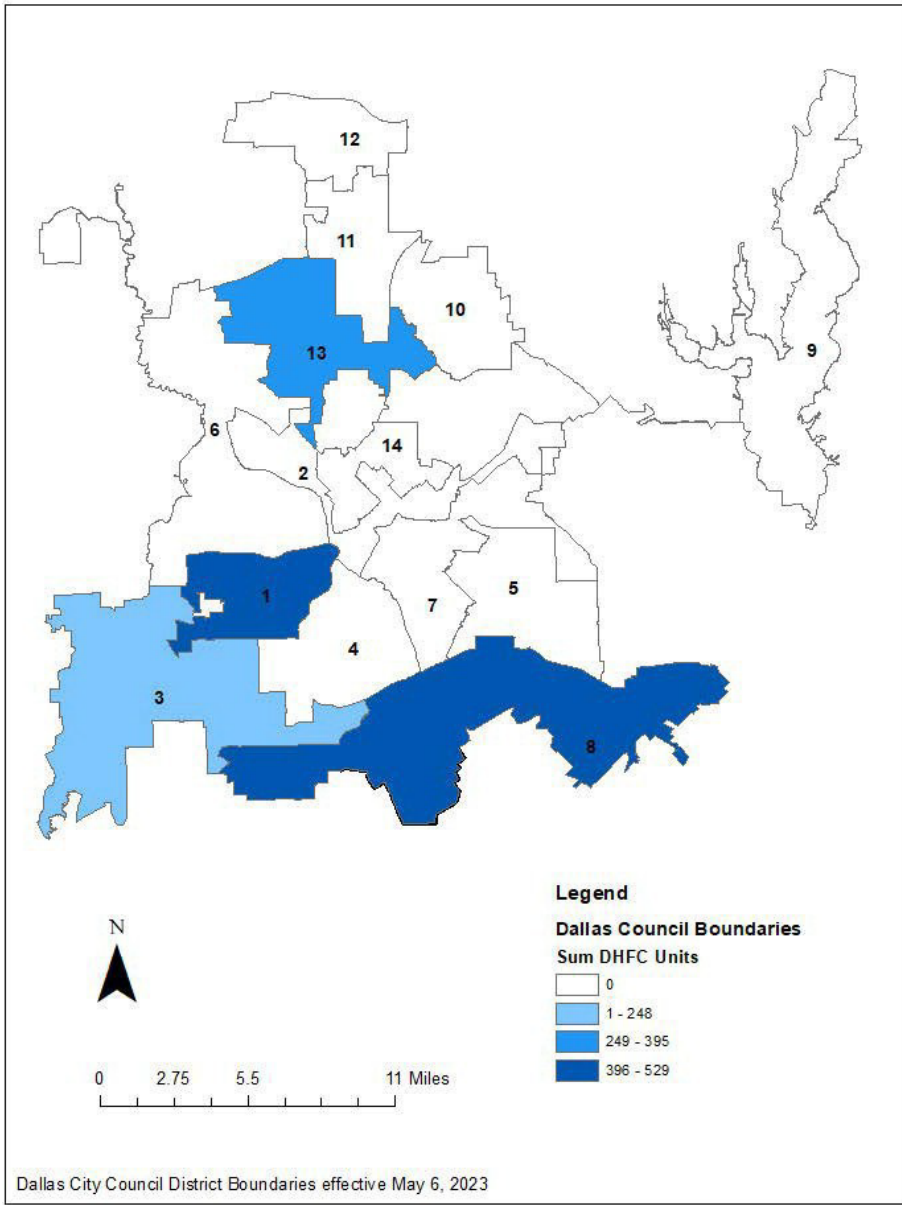 12
11
10
9
13
6
14
2
1
7
5
4
3
8
Legend
Dallas Council Boundaries
Sum DHFC Units
0
1 - 248
249 - 395
396 - 529
N
0 2.75 5.5 11 Miles
Dallas City Council District Boundaries effective May 6, 2023